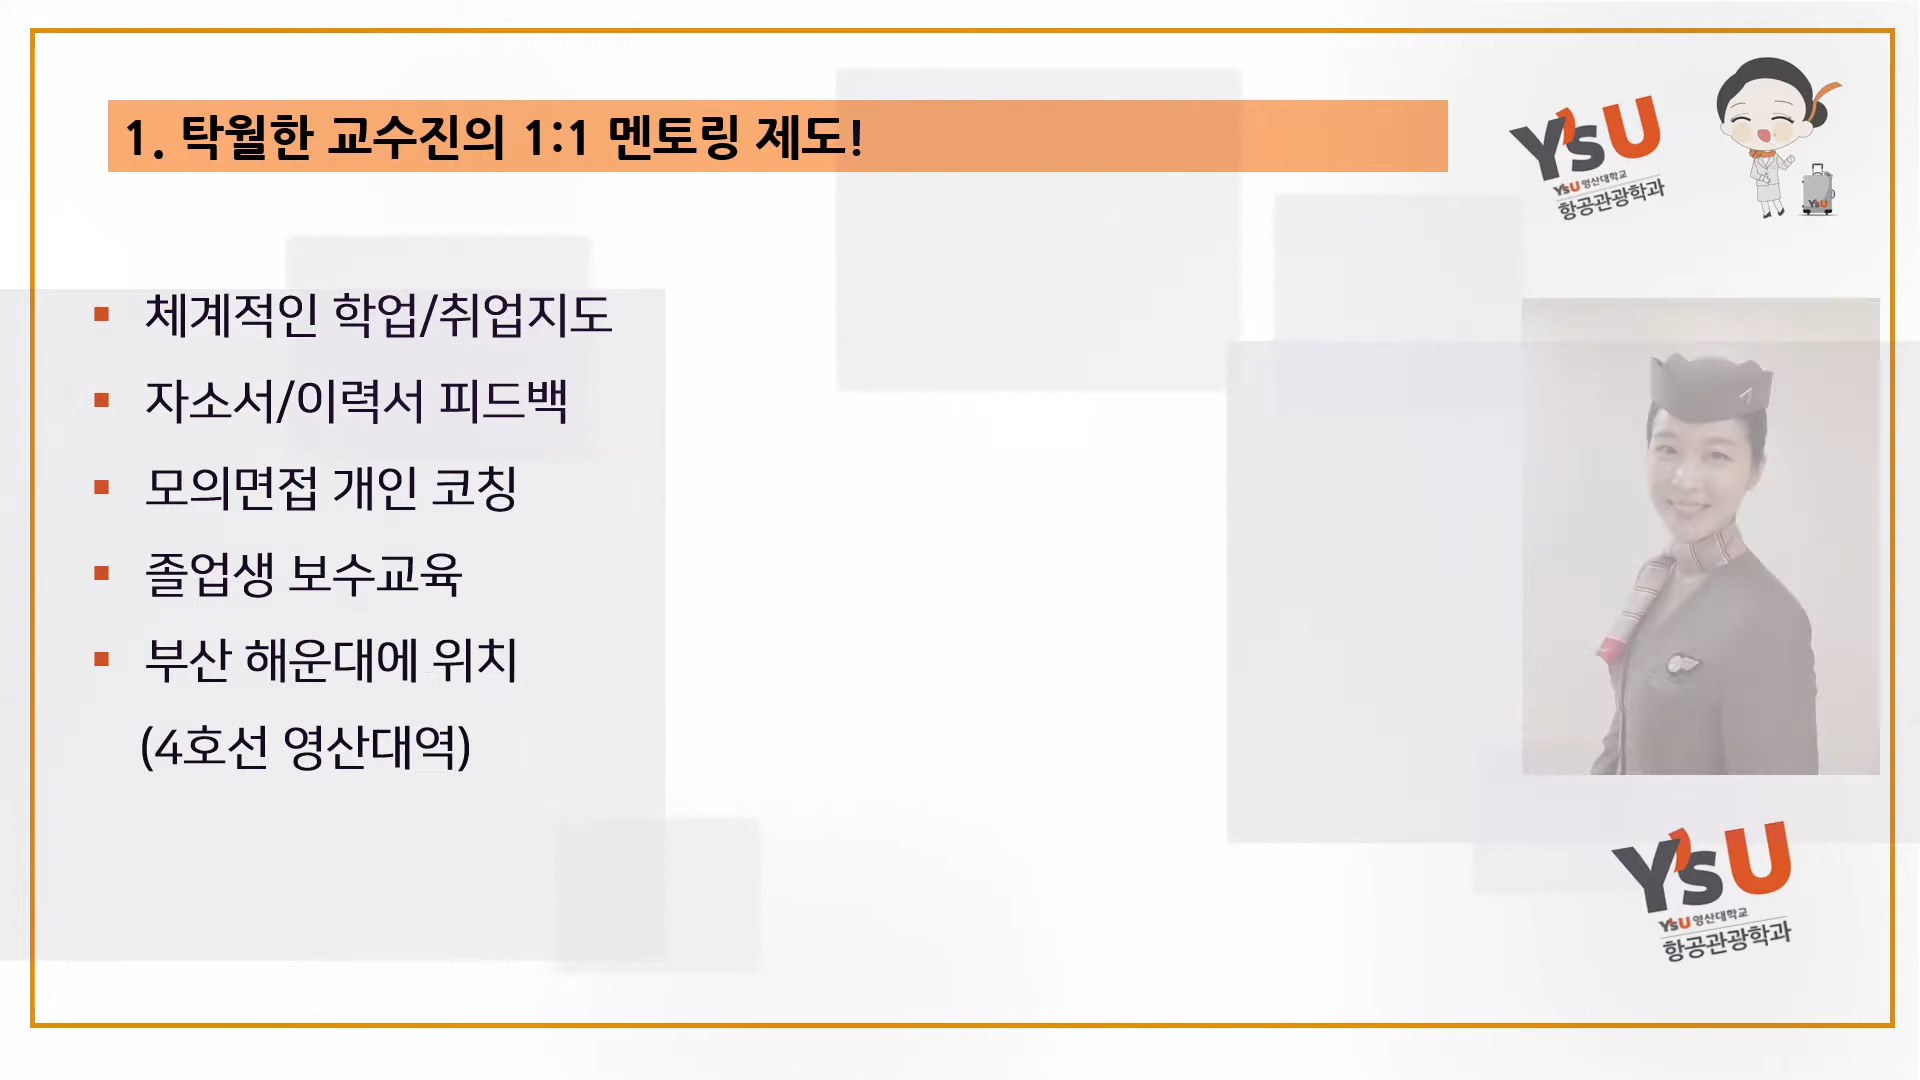 1. 탁월한 교수진의 1:1 멘토링 제도!
Y'sU
Y'sU 영산대학교
항공관광학과
YsU
체계적인 학업/취업지도
자소서/이력서 피드백
모의면접 개인 코칭
졸업생 보수교육
부산 해운대에 위치
(4호선 영산대역)
Y'sU
Y'sU 영산대학교
항공관광학과